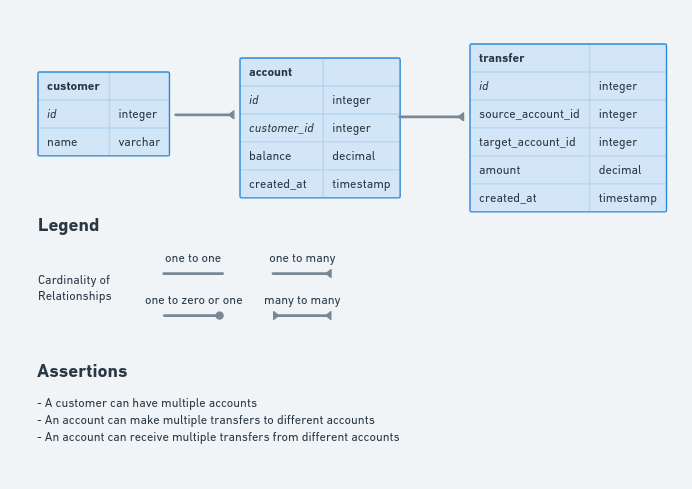 customer
id integer
name varchar
account
id integer
customer_id integer
balance decimal
created_at timestamp
transfer
id integer
source_account_id integer
target_account_id integer
amount decimal
created_at timestamp
Legend
Cardinality of
Relationships
one to one
one to many
one to zero or one
many to many
Assertions
- A customer can have multiple accounts
- An account can make multiple transfers to different accounts
- An account can receive multiple transfers from different accounts